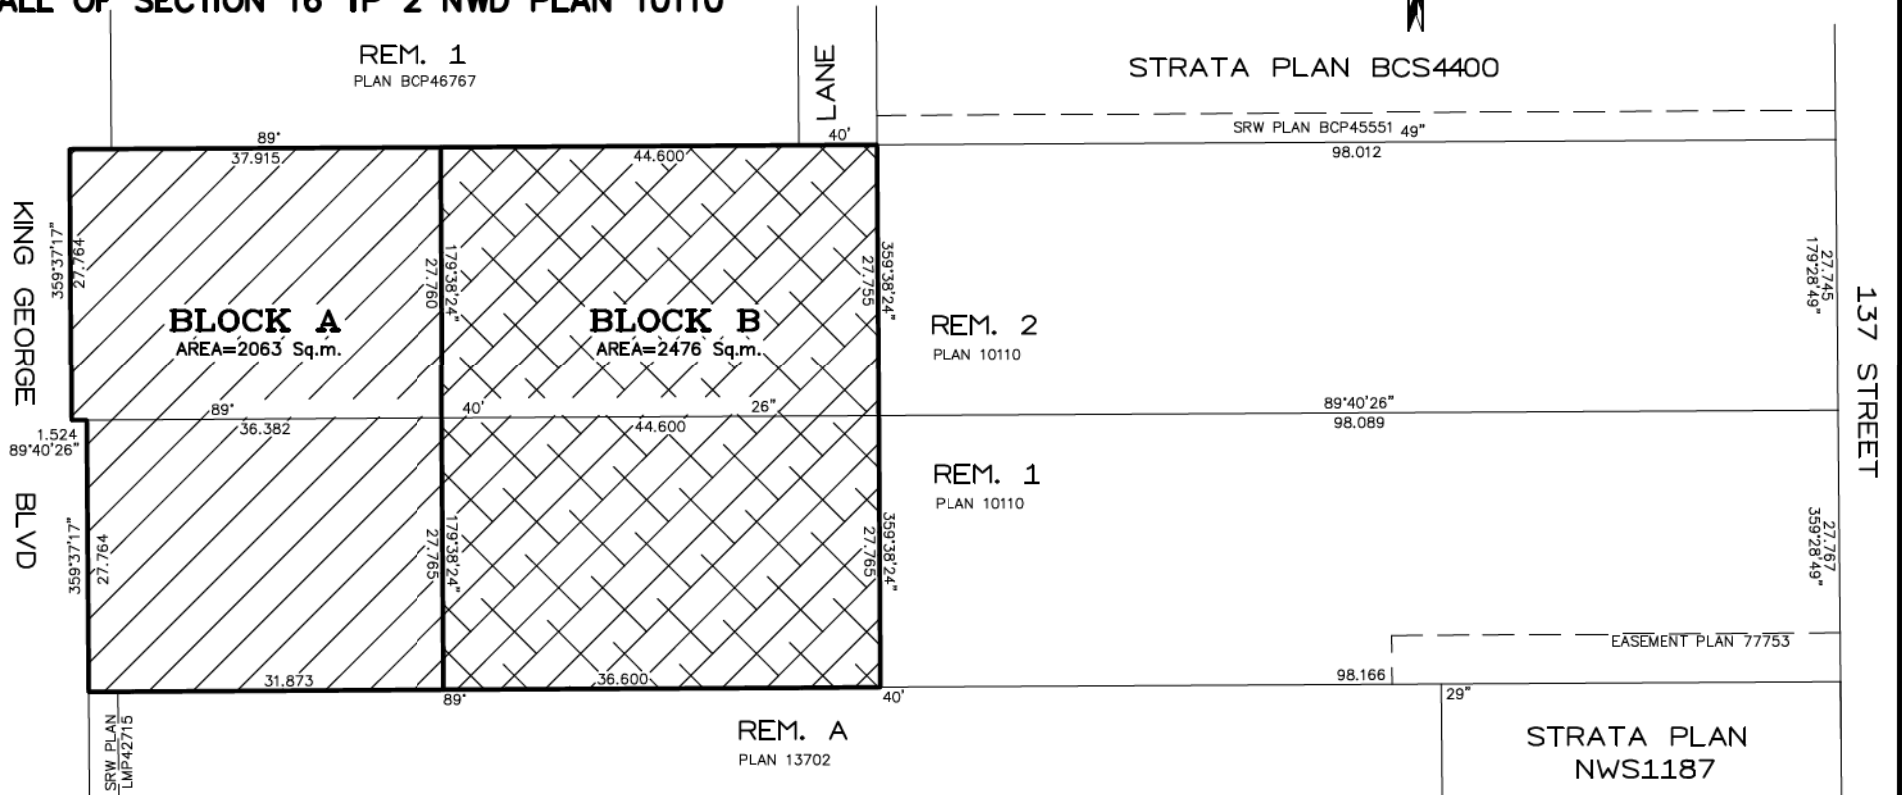 ALL OF SECTION 16 TP 2 NWD PLAN 10110
REM. 1
PLAN BCP46767
LANE
STRATA PLAN BCS4400
SRW PLAN BCP45551
49"
98.012
89°
37.915
44.600
40'
KING GEORGE BLVD
359°37'17"
27.764
27.760
179°38'24"
27.755
359°38'24"
BLOCK A
AREA=2063 Sq.m.
BLOCK B
AREA=2476 Sq.m.
REM. 2
PLAN 10110
27.745
179°28'49"
137 STREET
89°
36.382
40'
44.600
26"
89°40'26"
98.089
1.524
89°40'26"
REM. 1
PLAN 10110
359°37'17"
27.764
27.765
179°38'24"
27.765
359°38'24"
27.767
359°28'49"
EASEMENT PLAN 77753
31.873
36.600
98.166
89°
40'
29"
SRW PLAN
LMP42715
REM. A
PLAN 13702
STRATA PLAN
NWS1187